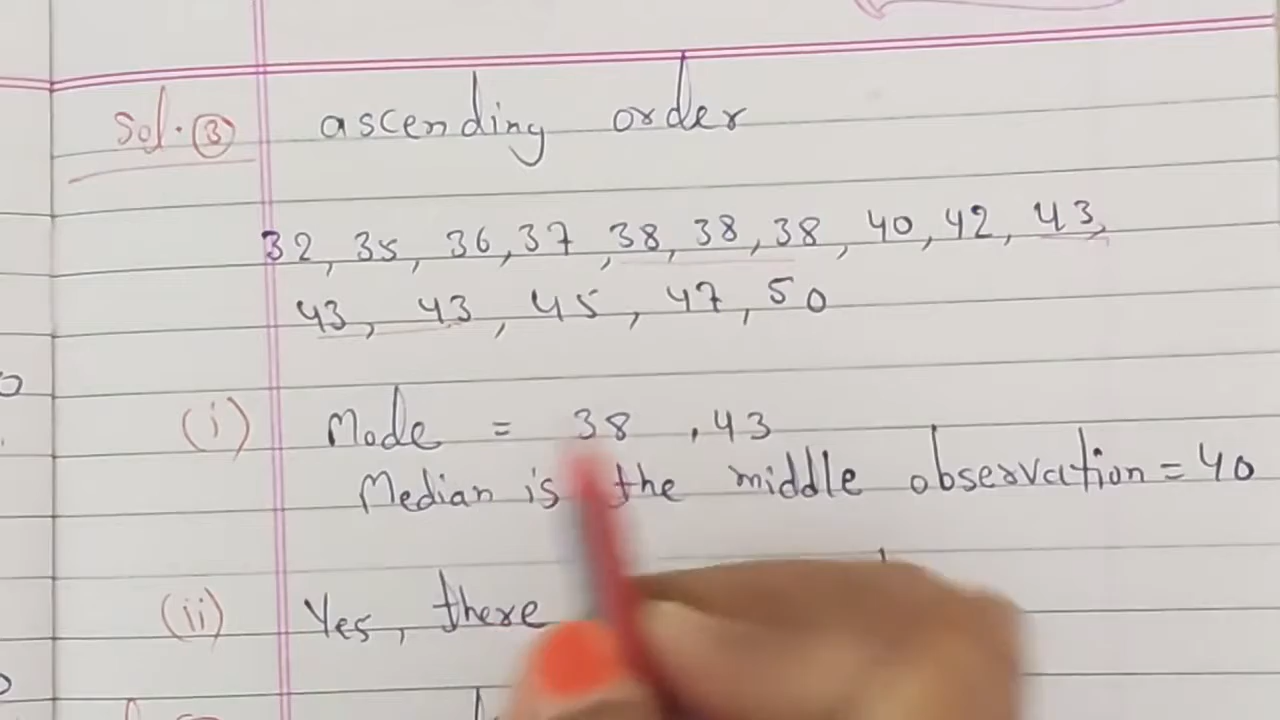 Sol. ③ ascending order
32, 35, 36, 37, 38, 38, 38, 40, 42, 43,
43, 43, 45, 47, 50
(i) Mode = 38, 43
Median is the middle observation = 40
(ii) Yes, there